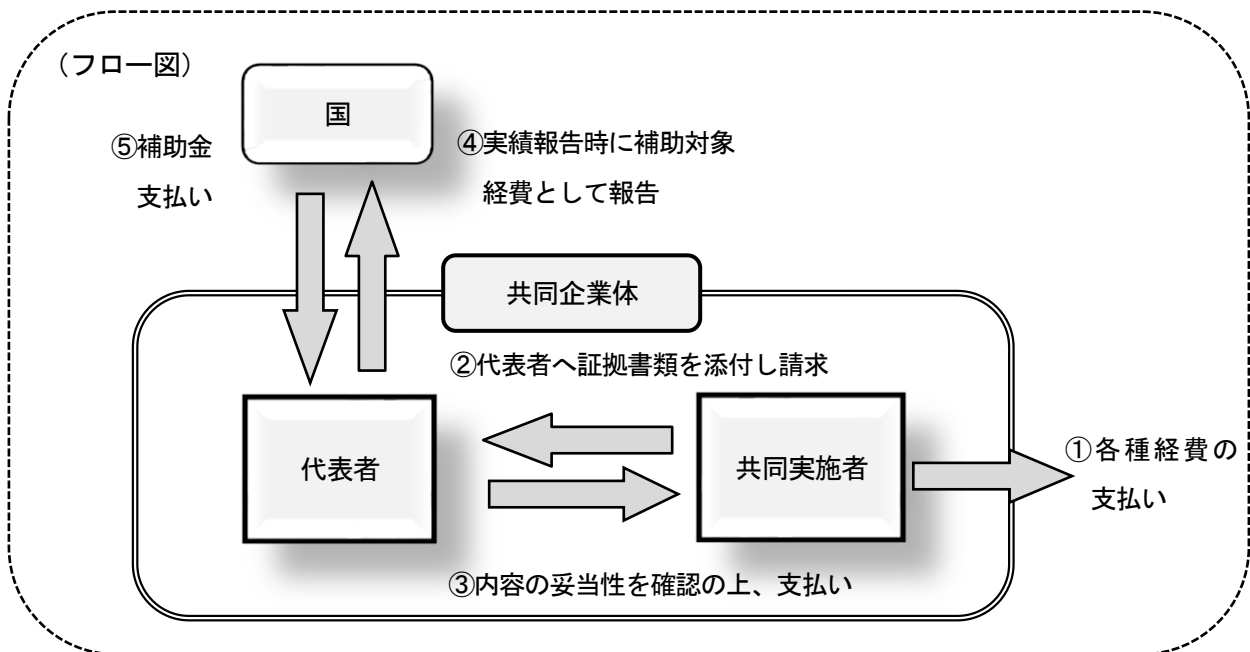 （フロー図）
国
⑤補助金
支払い
④実績報告時に補助対象
経費として報告
共同企業体
②代表者へ証拠書類を添付し請求
代表者
共同実施者
①各種経費の
支払い
③内容の妥当性を確認の上、支払い